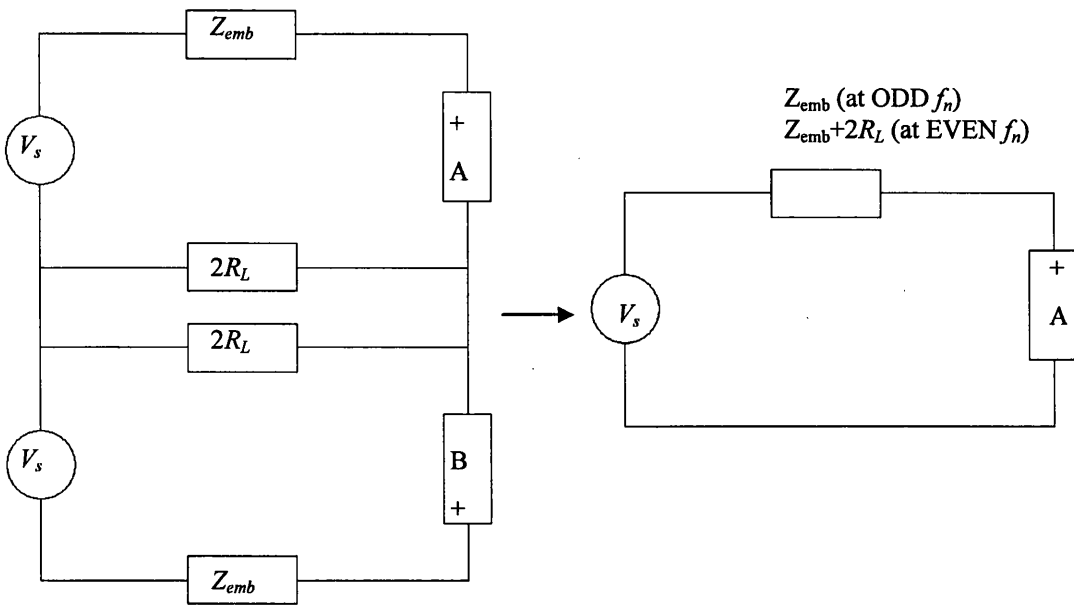 Z_emb
V_s
+
A
2R_L
2R_L
V_s
B
+
Z_emb
Z_emb (at ODD f_n)
Z_emb+2R_L (at EVEN f_n)
V_s
+
A